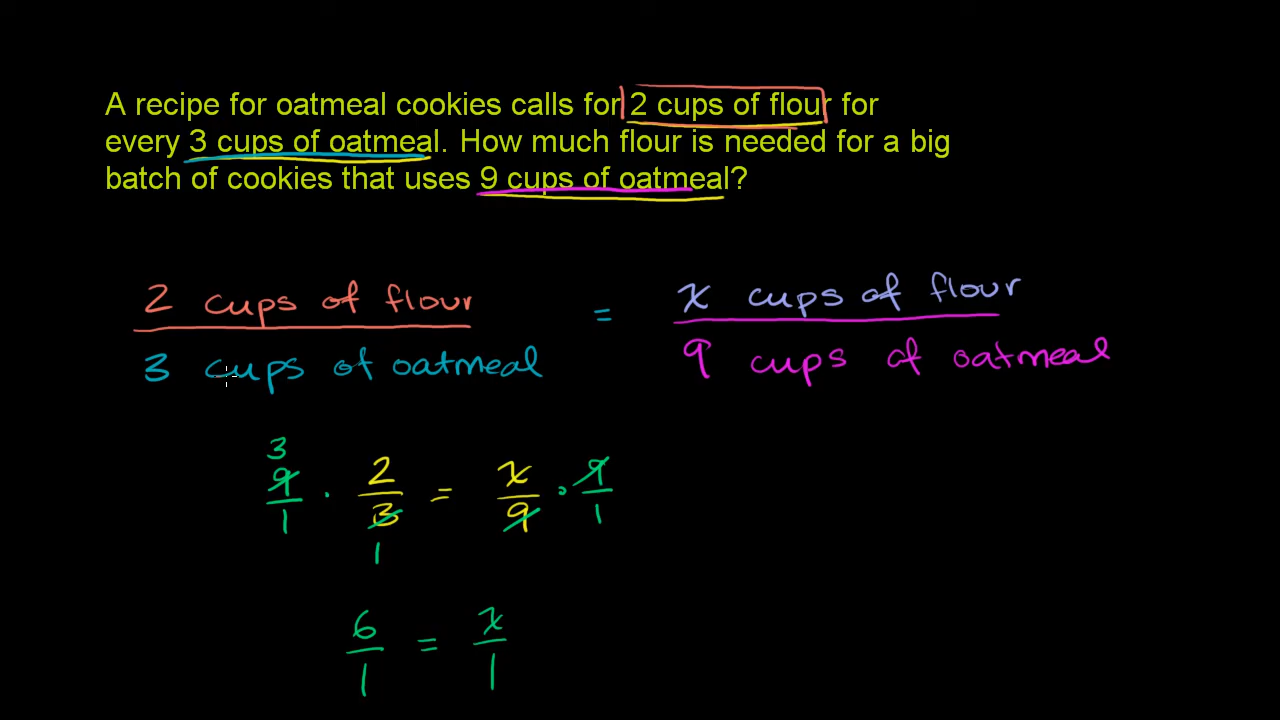 A recipe for oatmeal cookies calls for 2 cups of flour for
every 3 cups of oatmeal. How much flour is needed for a big
batch of cookies that uses 9 cups of oatmeal?
2 cups of flour = x cups of flour
3 cups of oatmeal 9 cups of oatmeal
3
9 2 x 9
· = ·
1 3 9 1
1
6 x
=
1 1